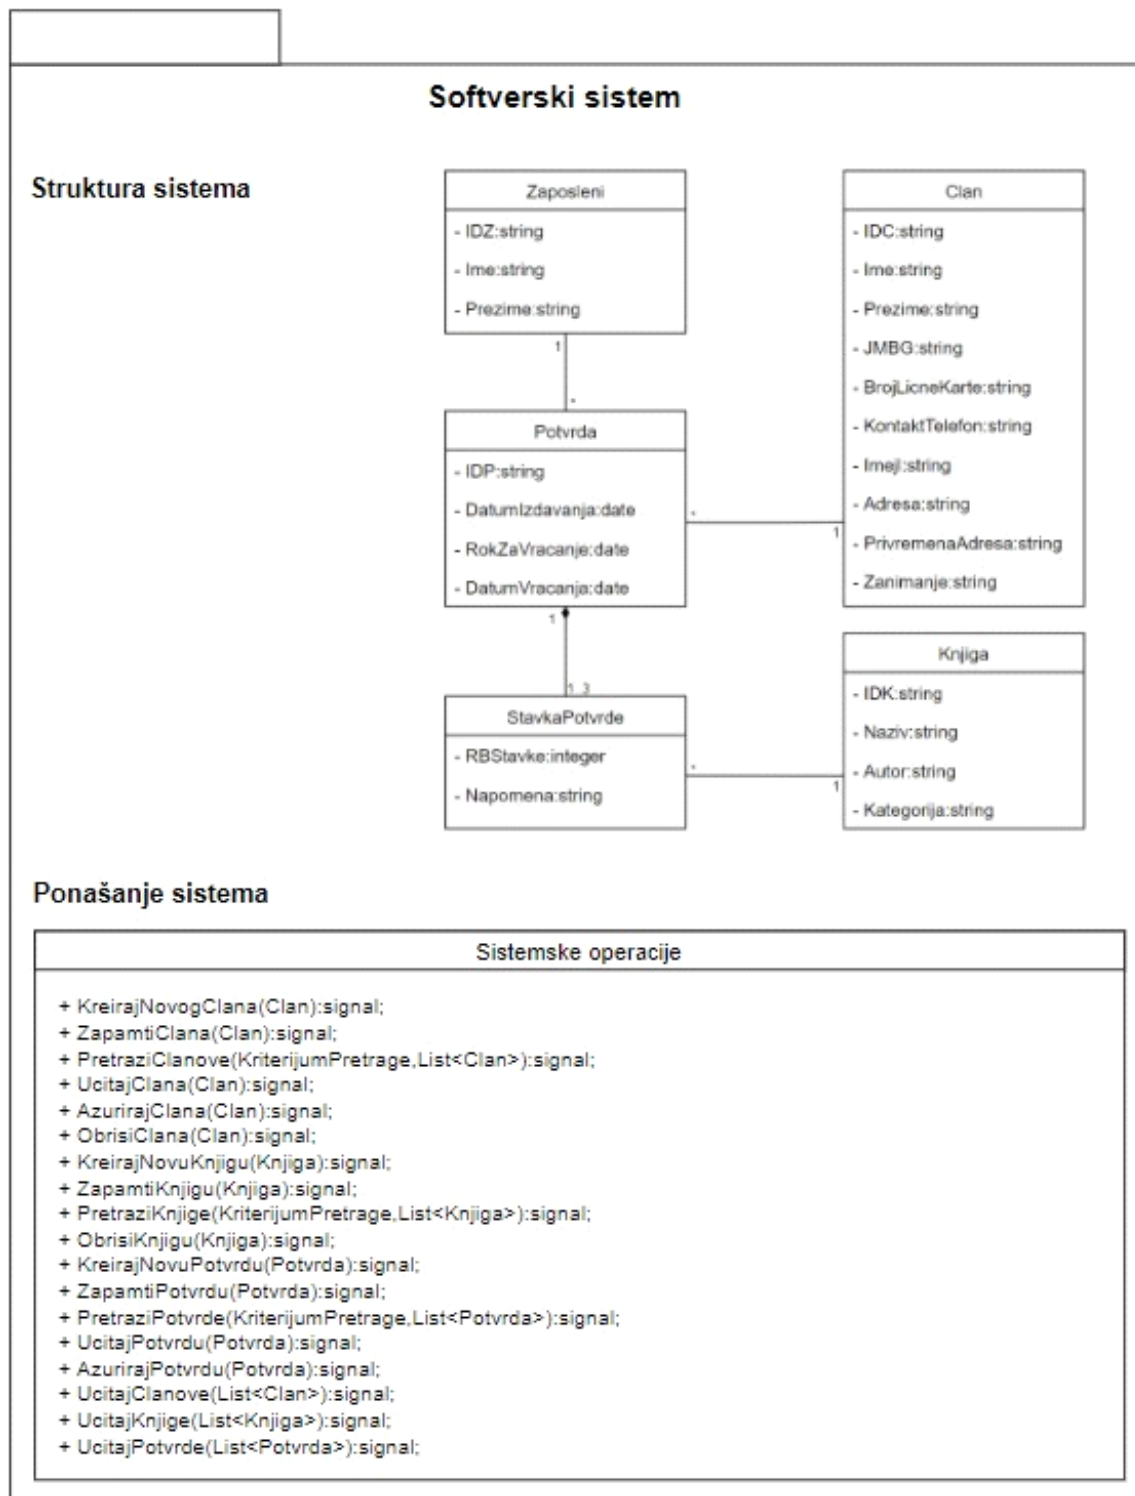 Softverski sistem
Struktura sistema
Zaposleni
- IDZ:string
- Ime:string
- Prezime:string
1
*
Potvrda
- IDP:string
- DatumIzdavanja:date
- RokZaVracanje:date
- DatumVracanja:date
*
1
1
1..3
StavkaPotvrde
- RBStavke:integer
- Napomena:string
*
1
Clan
- IDC:string
- Ime:string
- Prezime:string
- JMBG:string
- BrojLicneKarte:string
- KontaktTelefon:string
- Imejl:string
- Adresa:string
- PrivremenaAdresa:string
- Zanimanje:string
Knjiga
- IDK:string
- Naziv:string
- Autor:string
- Kategorija:string
Ponašanje sistema
Sistemske operacije
+ KreirajNovogClana(Clan):signal;
+ ZapamtiClana(Clan):signal;
+ PretraziClanove(KriterijumPretrage,List<Clan>):signal;
+ UcitajClana(Clan):signal;
+ AzurirajClana(Clan):signal;
+ ObrisiClana(Clan):signal;
+ KreirajNovuKnjigu(Knjiga):signal;
+ ZapamtiKnjigu(Knjiga):signal;
+ PretraziKnjige(KriterijumPretrage,List<Knjiga>):signal;
+ ObrisiKnjigu(Knjiga):signal;
+ KreirajNovuPotvrdu(Potvrda):signal;
+ ZapamtiPotvrdu(Potvrda):signal;
+ PretraziPotvrde(KriterijumPretrage,List<Potvrda>):signal;
+ UcitajPotvrdu(Potvrda):signal;
+ AzurirajPotvrdu(Potvrda):signal;
+ UcitajClanove(List<Clan>):signal;
+ UcitajKnjige(List<Knjiga>):signal;
+ UcitajPotvrde(List<Potvrda>):signal;